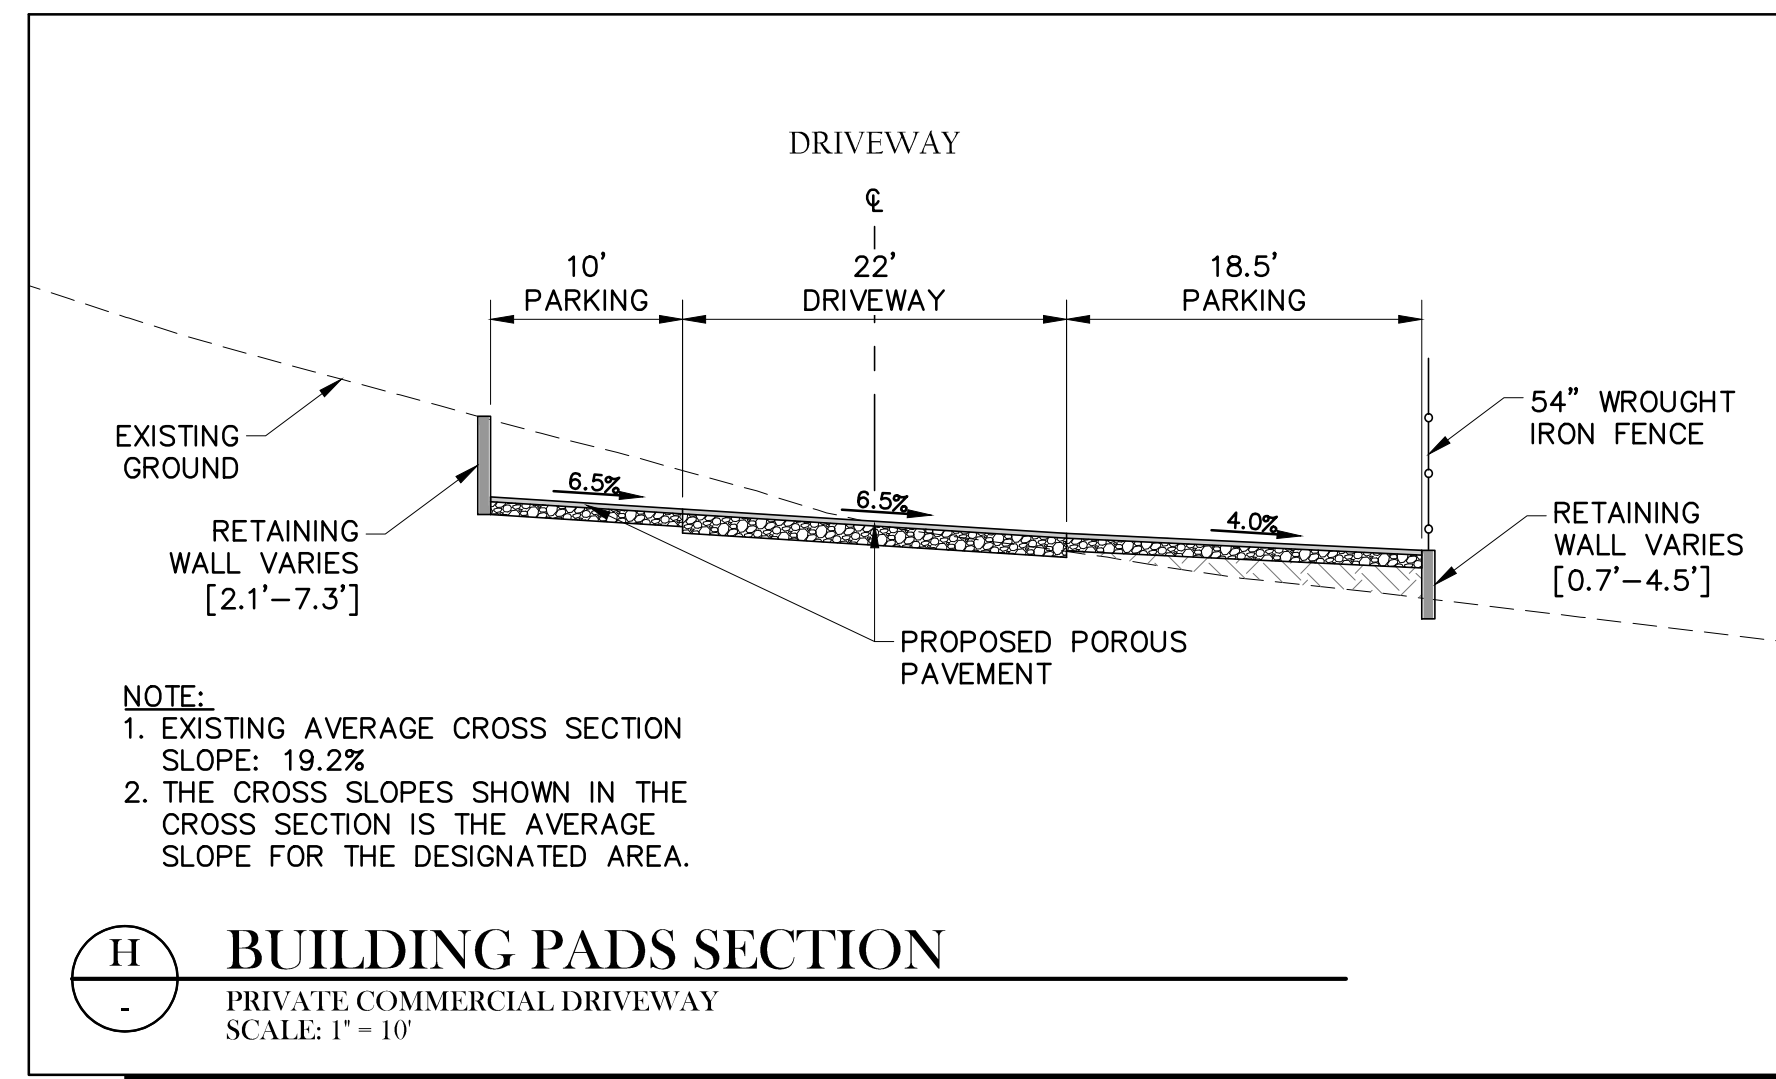 DRIVEWAY
℄
10'
PARKING
22'
DRIVEWAY
18.5'
PARKING
EXISTING
GROUND
54” WROUGHT
IRON FENCE
6.5%
6.5%
4.0%
RETAINING
WALL VARIES
[2.1'–7.3']
RETAINING
WALL VARIES
[0.7'–4.5']
PROPOSED POROUS
PAVEMENT
NOTE:
1. EXISTING AVERAGE CROSS SECTION
SLOPE: 19.2%
2. THE CROSS SLOPES SHOWN IN THE
CROSS SECTION IS THE AVERAGE
SLOPE FOR THE DESIGNATED AREA.
H
-
BUILDING PADS SECTION
PRIVATE COMMERCIAL DRIVEWAY
SCALE: 1" = 10'